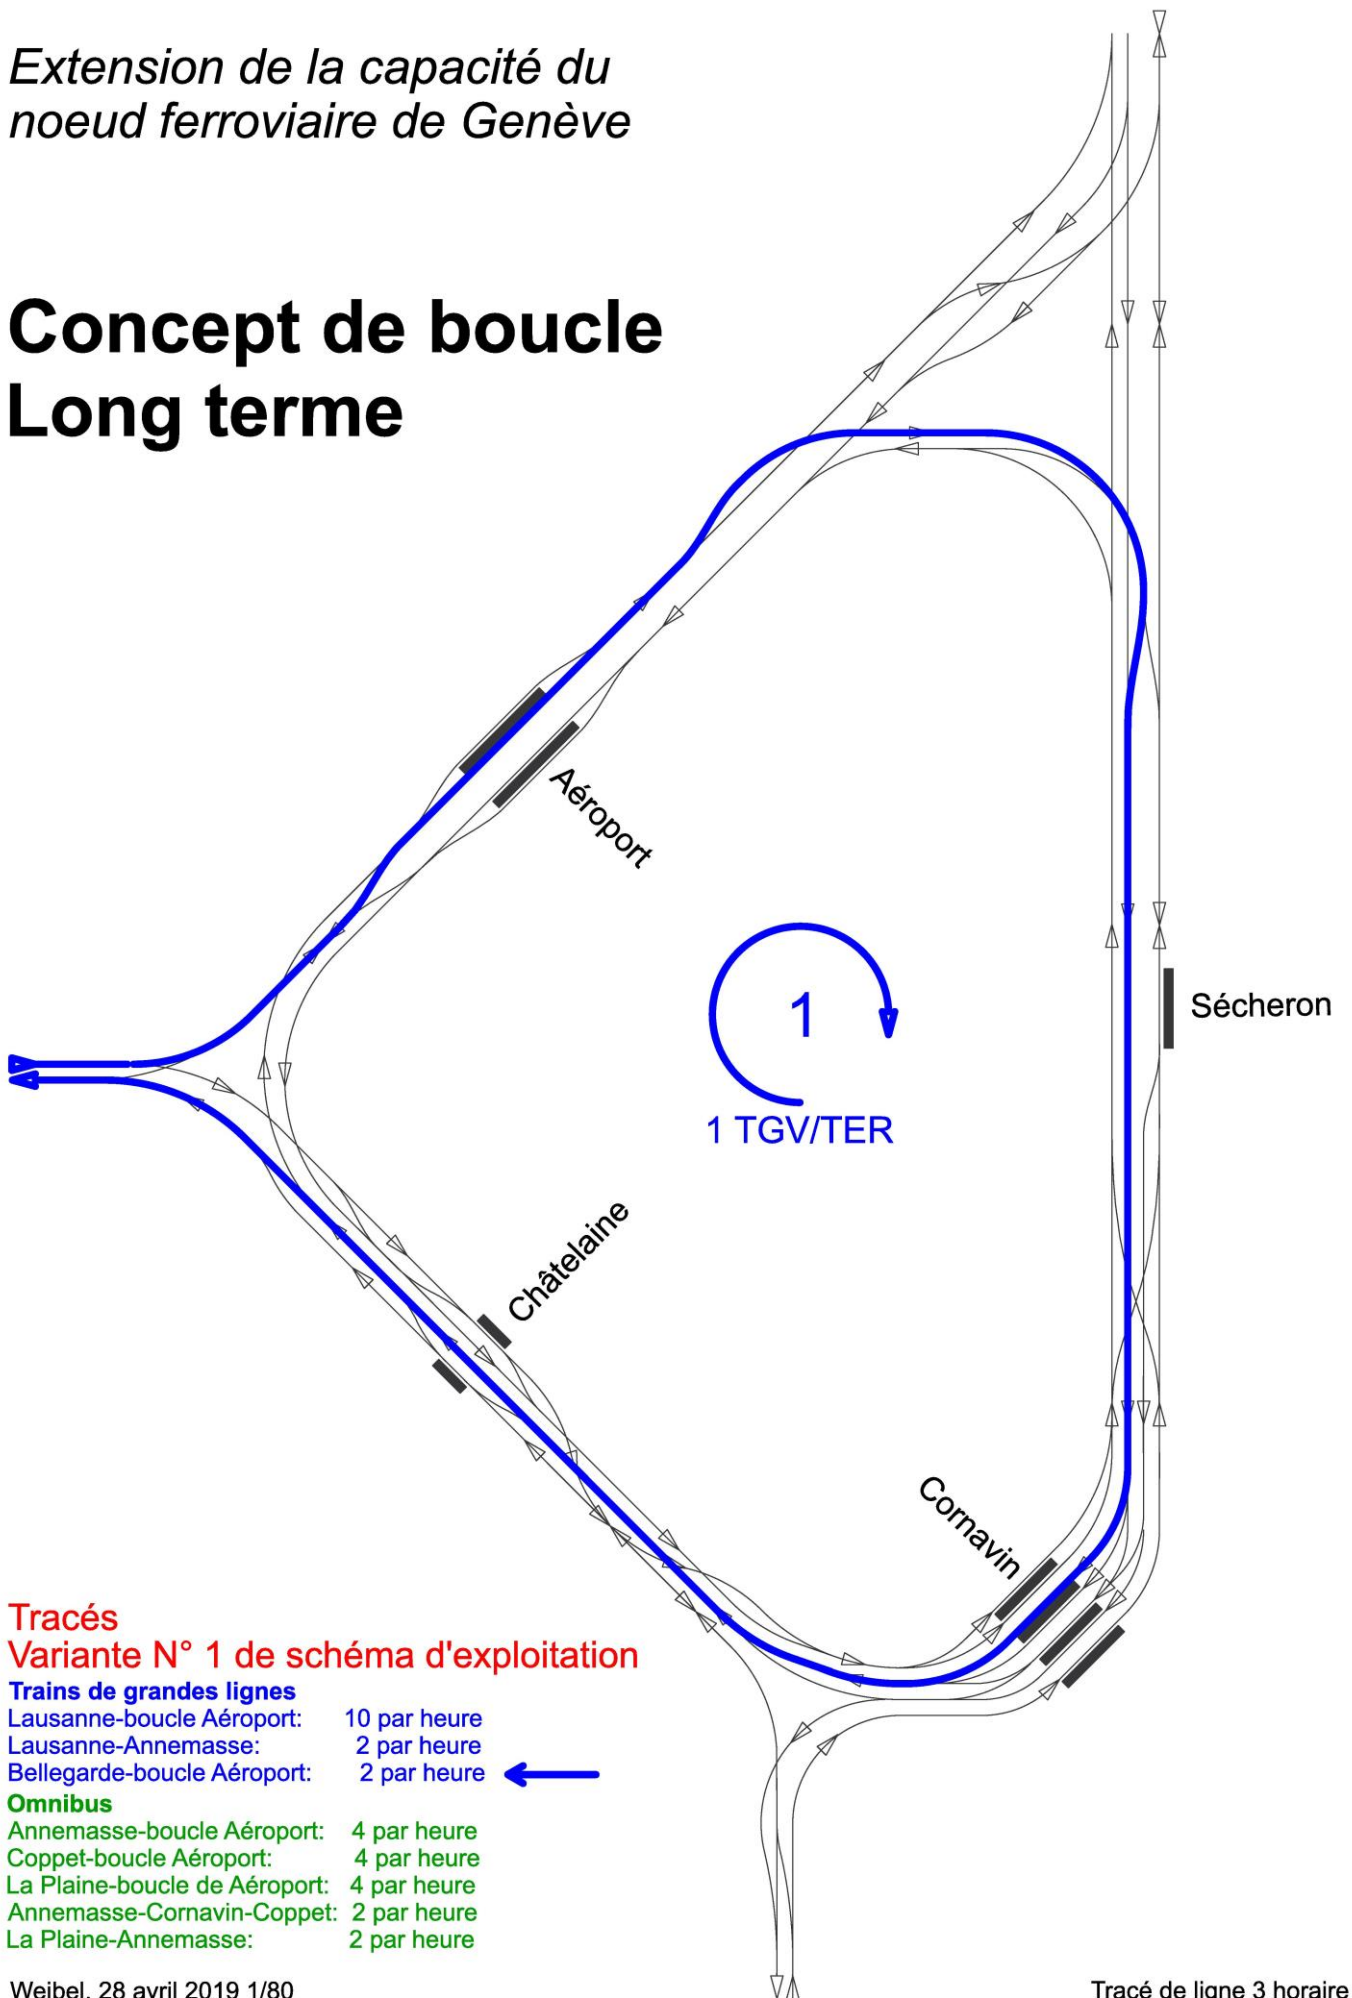 Extension de la capacité du
noeud ferroviaire de Genève
Concept de boucle
Long terme
Aéroport
Sécheron
1
1 TGV/TER
Châtelaine
Cornavin
Tracés
Variante N° 1 de schéma d'exploitation
Trains de grandes lignes
Lausanne-boucle Aéroport: 10 par heure
Lausanne-Annemasse: 2 par heure
Bellegarde-boucle Aéroport: 2 par heure
Omnibus
Annemasse-boucle Aéroport: 4 par heure
Coppet-boucle Aéroport: 4 par heure
La Plaine-boucle de Aéroport: 4 par heure
Annemasse-Cornavin-Coppet: 2 par heure
La Plaine-Annemasse: 2 par heure
Weibel, 28 avril 2019 1/80
Tracé de ligne 3 horaire